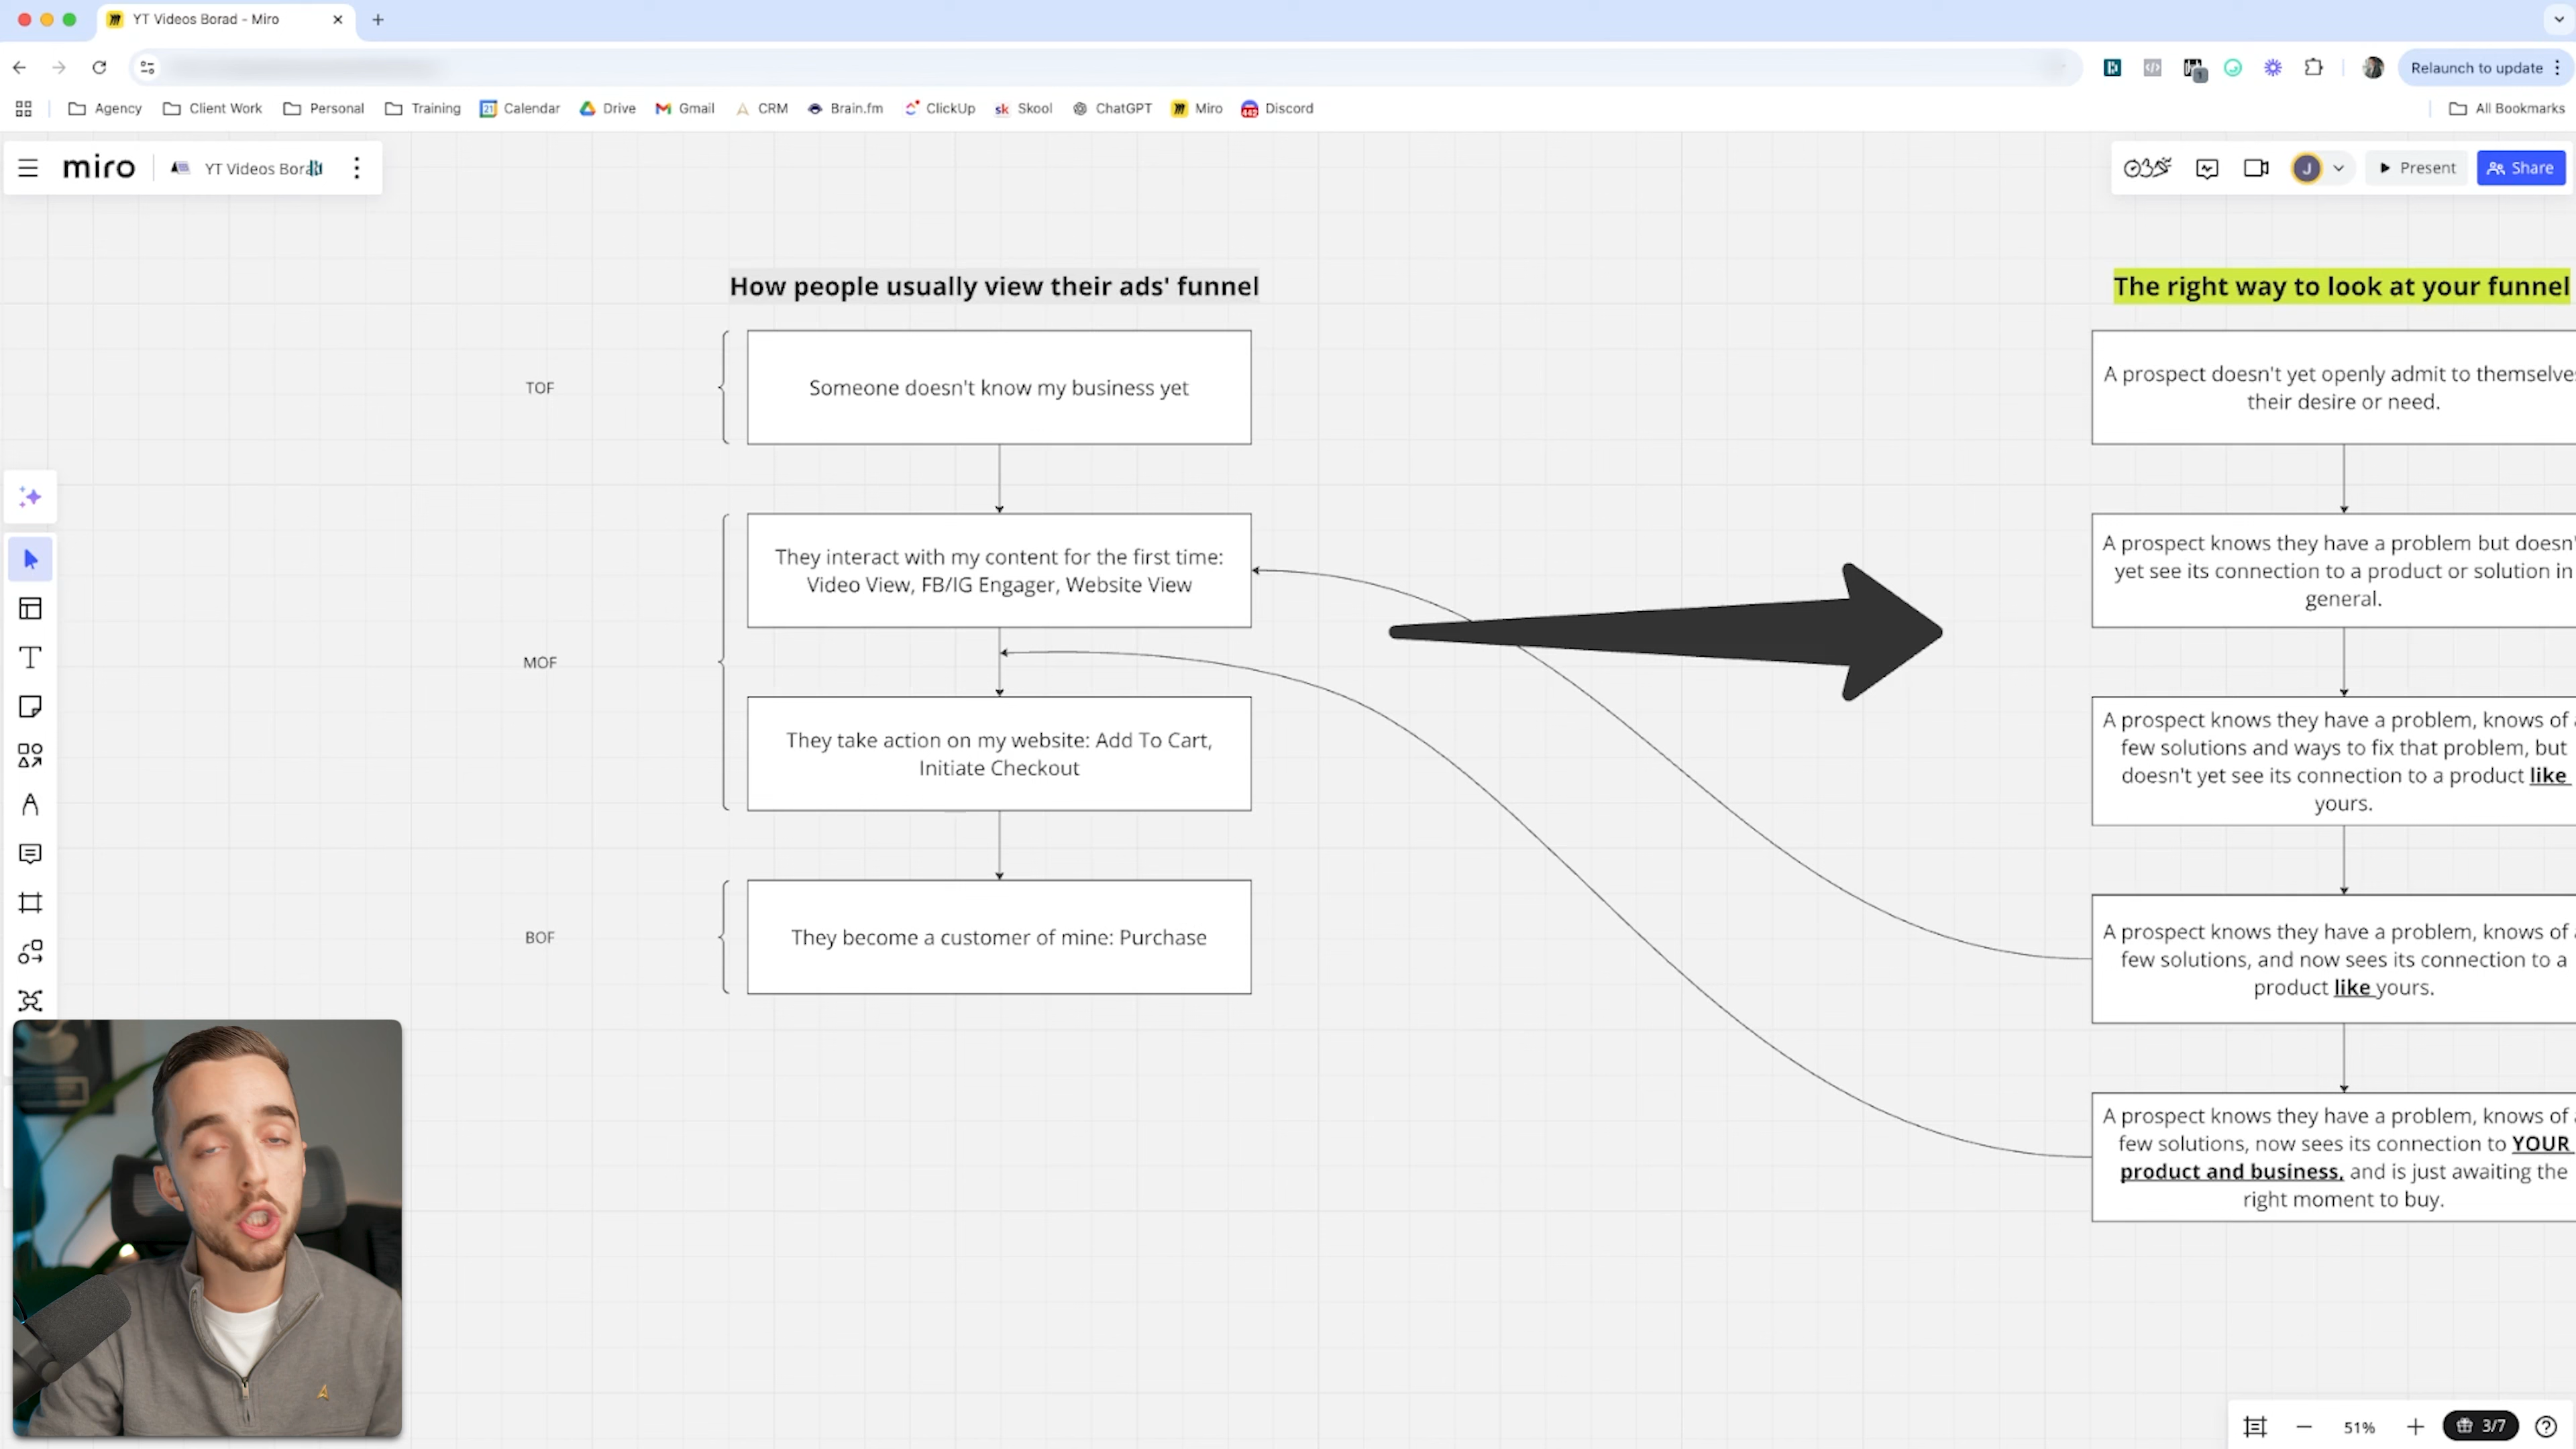 YT Videos Borad - Miro
Relaunch to update
Agency
Client Work
Personal
Training
21
Calendar
Drive
Gmail
CRM
Brain.fm
ClickUp
sk
Skool
ChatGPT
Miro
442
Discord
All Bookmarks
miro
YT Videos Borad
J
Present
Share
How people usually view their ads' funnel
TOF
Someone doesn't know my business yet
They interact with my content for the first time:
Video View, FB/IG Engager, Website View
MOF
They take action on my website: Add To Cart,
Initiate Checkout
BOF
They become a customer of mine: Purchase
The right way to look at your funnel
A prospect doesn't yet openly admit to themselve
their desire or need.
A prospect knows they have a problem but doesn'
yet see its connection to a product or solution in
general.
A prospect knows they have a problem, knows of a
few solutions and ways to fix that problem, but
doesn't yet see its connection to a product like
yours.
A prospect knows they have a problem, knows of a
few solutions, and now sees its connection to a
product like yours.
A prospect knows they have a problem, knows of a
few solutions, now sees its connection to YOUR
product and business, and is just awaiting the
right moment to buy.
51%
3/7